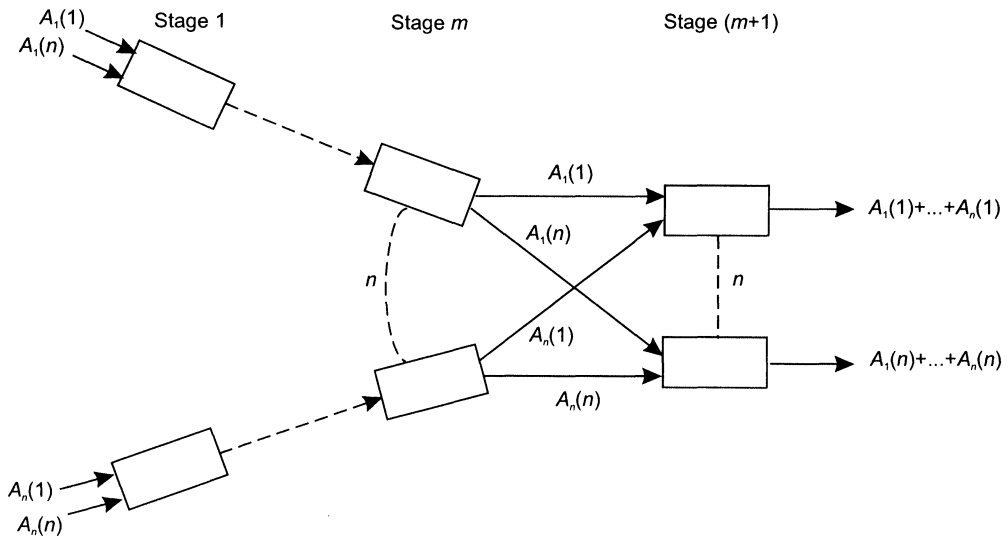 Stage 1
Stage m
Stage (m+1)
A₁(1)
A₁(n)
A₁(1)
A₁(1)+...+Aₙ(1)
A₁(n)
n
n
Aₙ(1)
A₁(n)+...+Aₙ(n)
Aₙ(n)
Aₙ(1)
Aₙ(n)